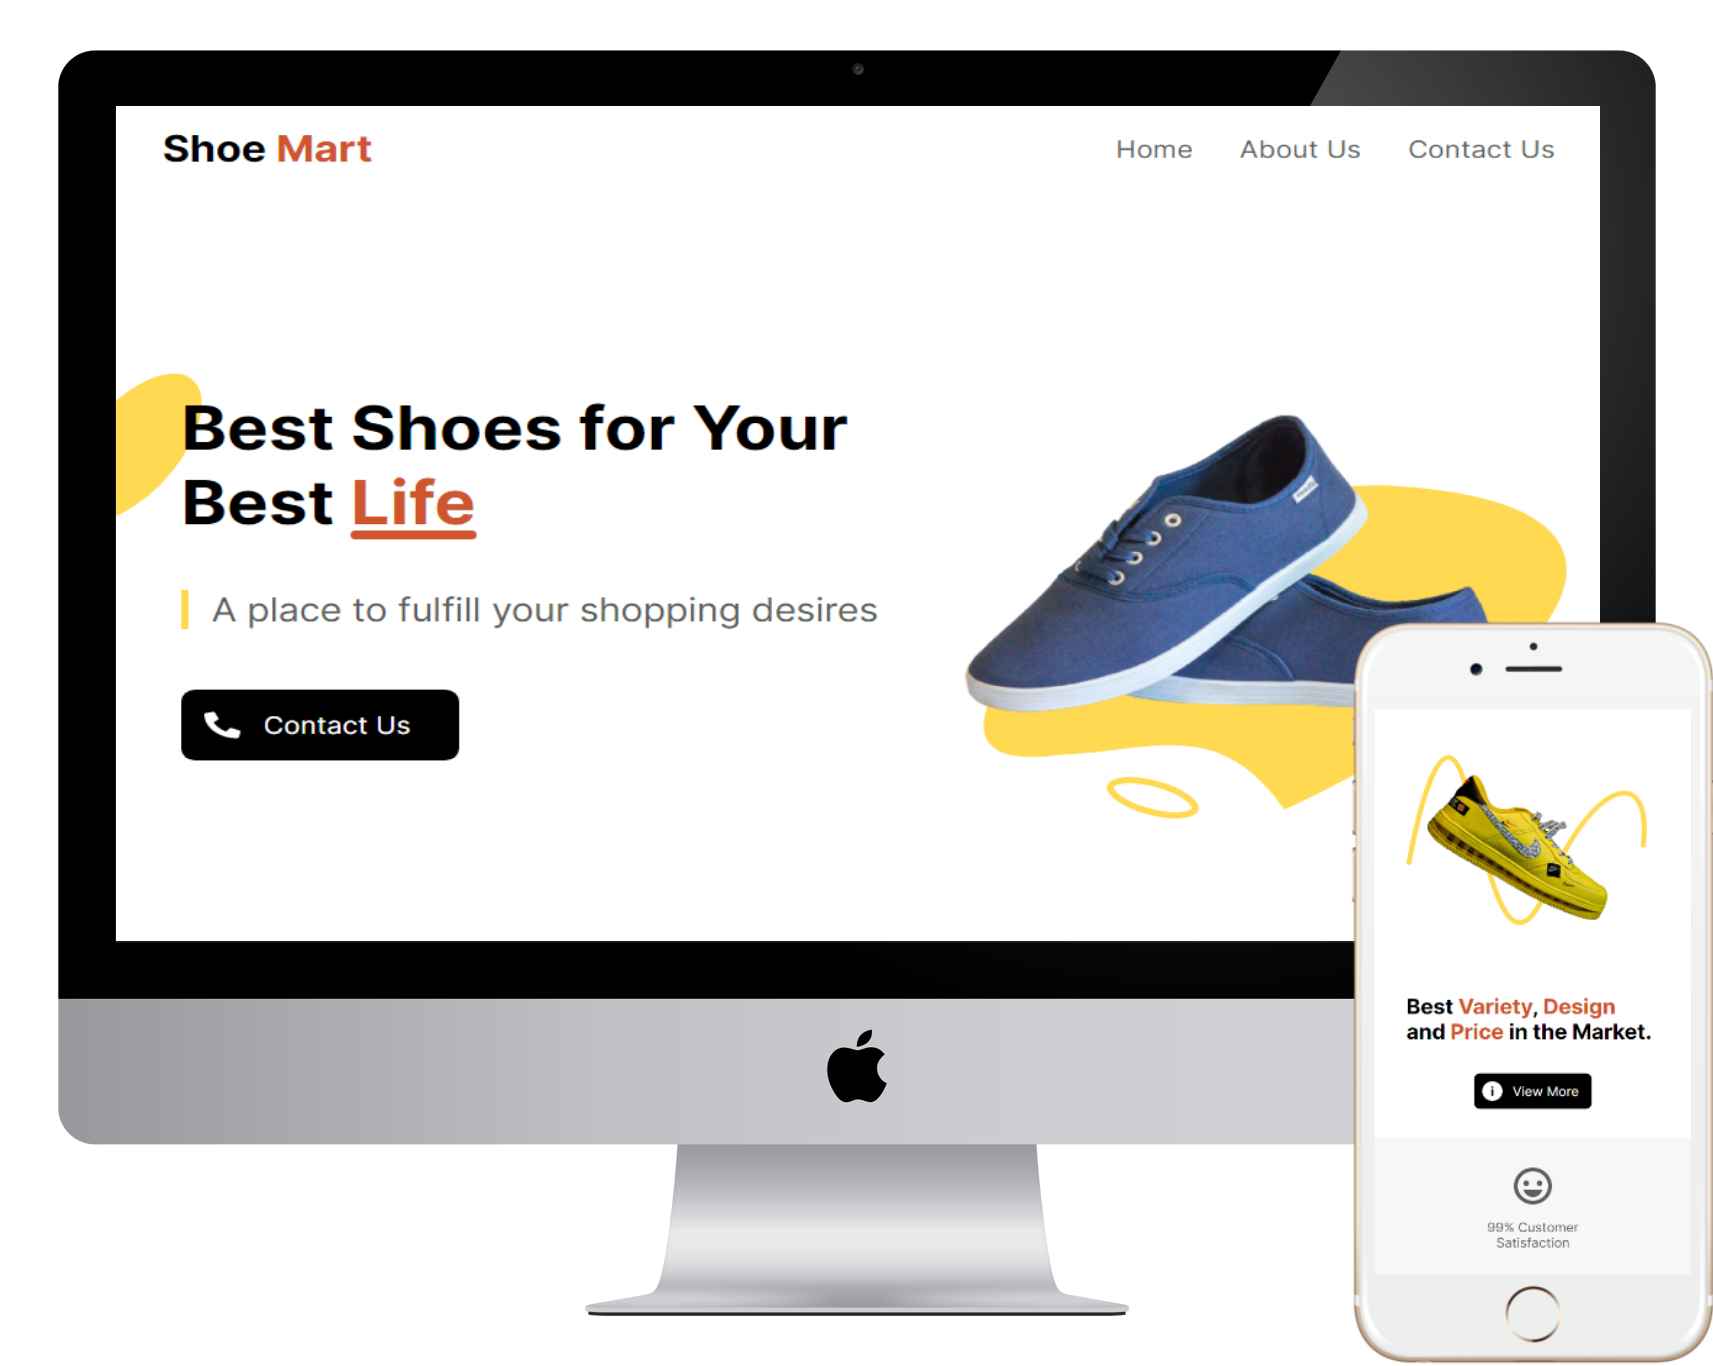 Shoe Mart
Home About Us Contact Us
Best Shoes for Your
Best Life
A place to fulfill your shopping desires
Contact Us
Best Variety, Design
and Price in the Market.
View More
99% Customer
Satisfaction